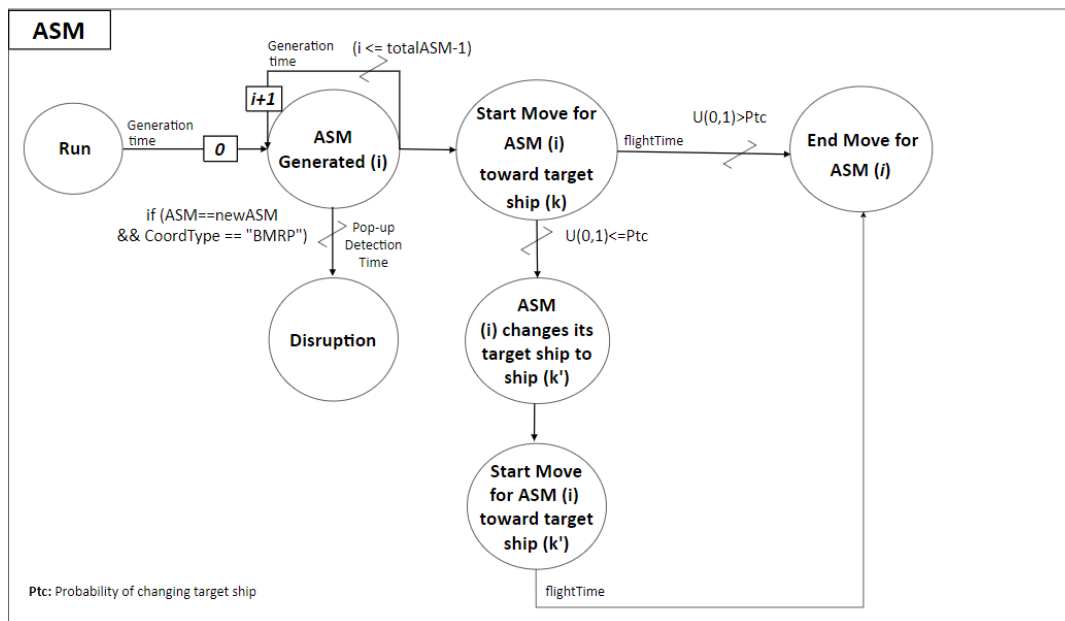 ASM
Generation
time
(i <= totalASM-1)
i+1
Run
Generation
time
0
ASM
Generated (i)
Start Move for
ASM (i)
toward target
ship (k)
flightTime
U(0,1)>Ptc
End Move for
ASM (i)
if (ASM==newASM
&& CoordType == "BMRP")
Pop-up
Detection
Time
U(0,1)<=Ptc
Disruption
ASM
(i) changes its
target ship to
ship (k')
Start Move
for ASM (i)
toward target
ship (k')
flightTime
Ptc: Probability of changing target ship